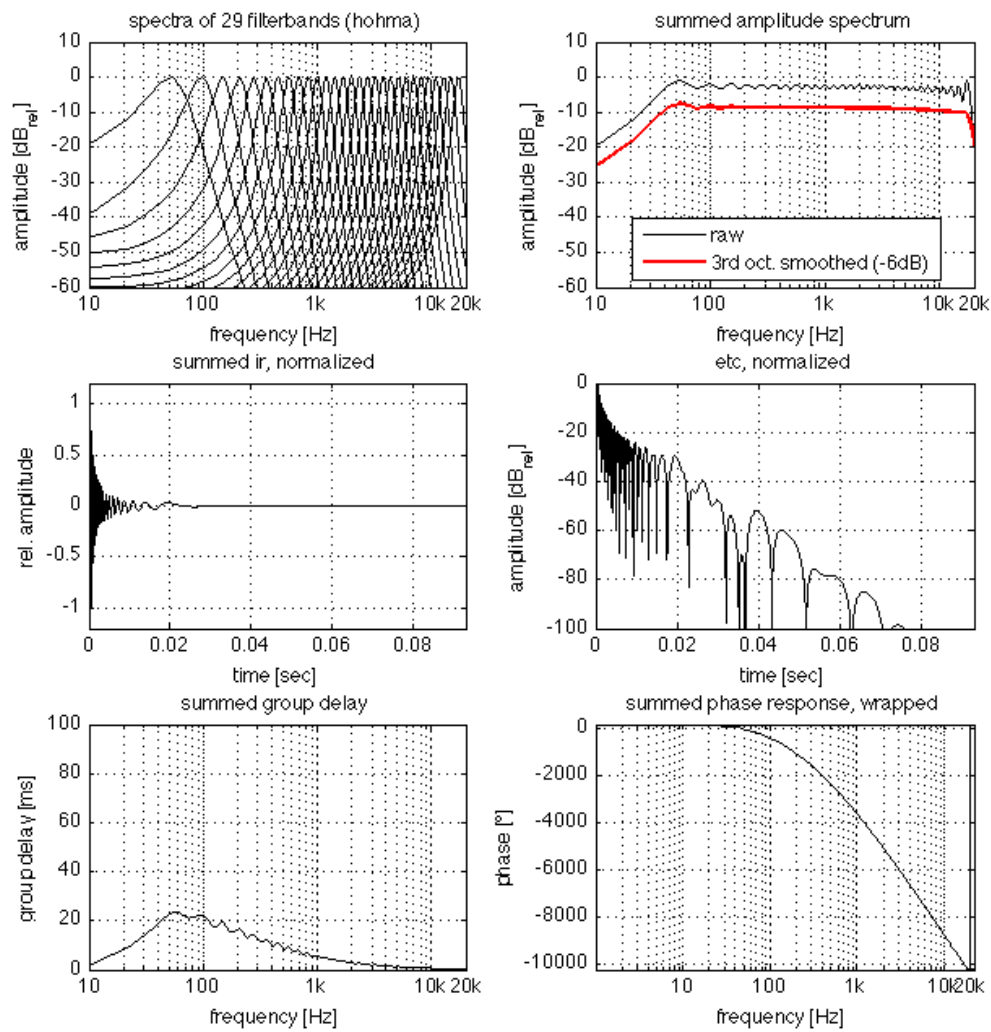 spectra of 29 filterbands (hohma)
10
0
-10
-20
-30
-40
-50
-60
amplitude [dBrel]
10 100 1k 10k 20k
frequency [Hz]
summed amplitude spectrum
10
0
-10
-20
-30
-40
-50
-60
amplitude [dBrel]
raw
3rd oct. smoothed (-6dB)
10 100 1k 10k 20k
frequency [Hz]
summed ir, normalized
1
0.5
0
-0.5
-1
rel. amplitude
0 0.02 0.04 0.06 0.08
time [sec]
etc, normalized
0
-20
-40
-60
-80
-100
amplitude [dBrel]
0 0.02 0.04 0.06 0.08
time [sec]
summed group delay
100
80
60
40
20
0
group delay [ms]
10 100 1k 10k 20k
frequency [Hz]
summed phase response, wrapped
0
-2000
-4000
-6000
-8000
-10000
phase [°]
10 100 1k 10k 20k
frequency [Hz]